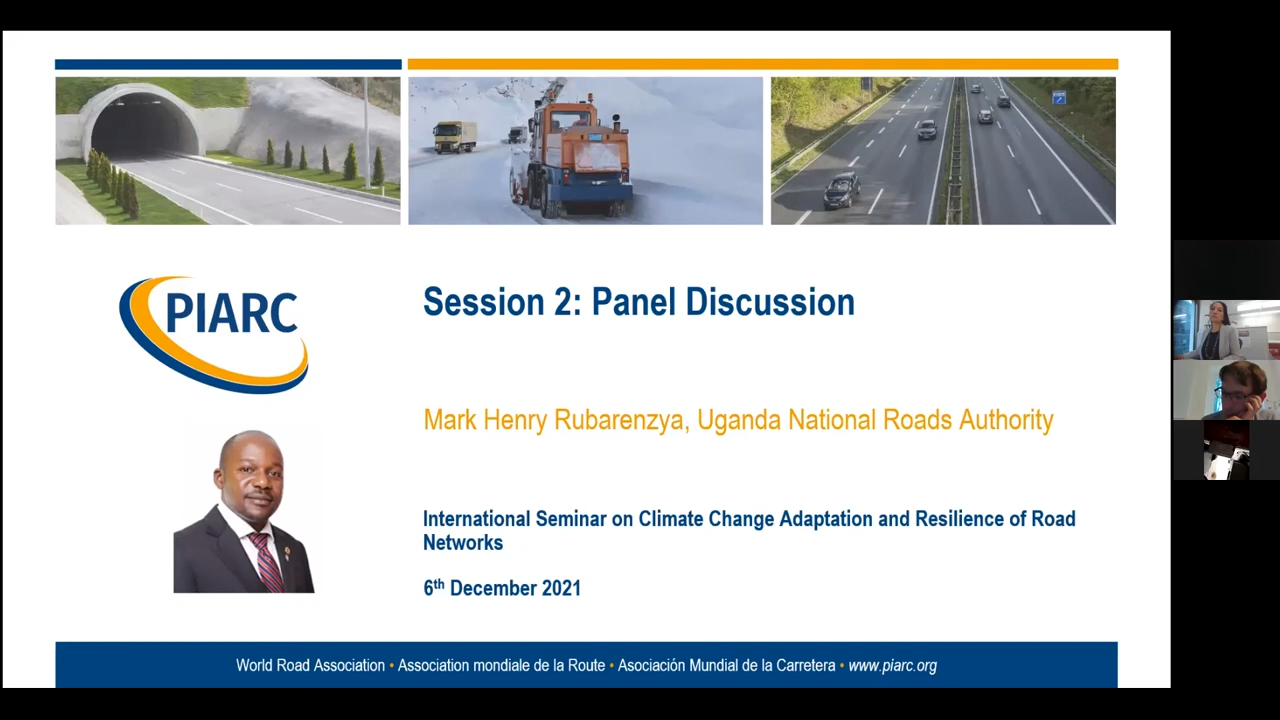 PIARC
Session 2: Panel Discussion
Mark Henry Rubarenzya, Uganda National Roads Authority
International Seminar on Climate Change Adaptation and Resilience of Road
Networks
6th December 2021
World Road Association • Association mondiale de la Route • Asociación Mundial de la Carretera • www.piarc.org